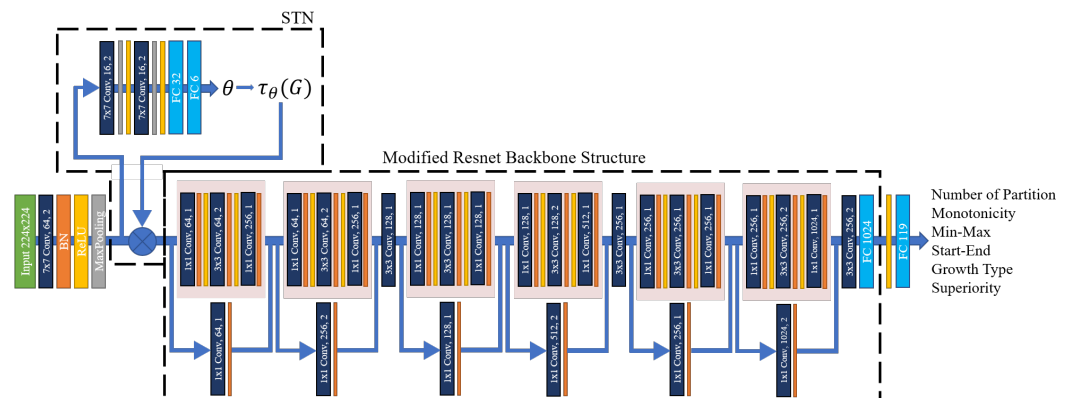 STN
7x7 Conv, 16, 2
7x7 Conv, 16, 2
FC 32
FC 6
θ → τθ(G)
Modified Resnet Backbone Structure
Input 224x224
7x7 Conv, 64, 2
BN
ReLU
MaxPooling
1x1 Conv, 64, 1
3x3 Conv, 64, 2
1x1 Conv, 256, 1
1x1 Conv, 64, 1
1x1 Conv, 64, 1
3x3 Conv, 64, 2
1x1 Conv, 256, 1
1x1 Conv, 256, 2
3x3 Conv, 128, 1
1x1 Conv, 128, 1
3x3 Conv, 128, 1
1x1 Conv, 128, 1
1x1 Conv, 128, 1
1x1 Conv, 128, 1
3x3 Conv, 128, 2
1x1 Conv, 512, 1
1x1 Conv, 512, 2
3x3 Conv, 256, 1
1x1 Conv, 256, 1
3x3 Conv, 256, 1
1x1 Conv, 256, 1
1x1 Conv, 256, 1
1x1 Conv, 256, 1
3x3 Conv, 256, 2
1x1 Conv, 1024, 1
1x1 Conv, 1024, 2
3x3 Conv, 256, 2
FC 1024
FC 119
Number of Partition
Monotonicity
Min-Max
Start-End
Growth Type
Superiority